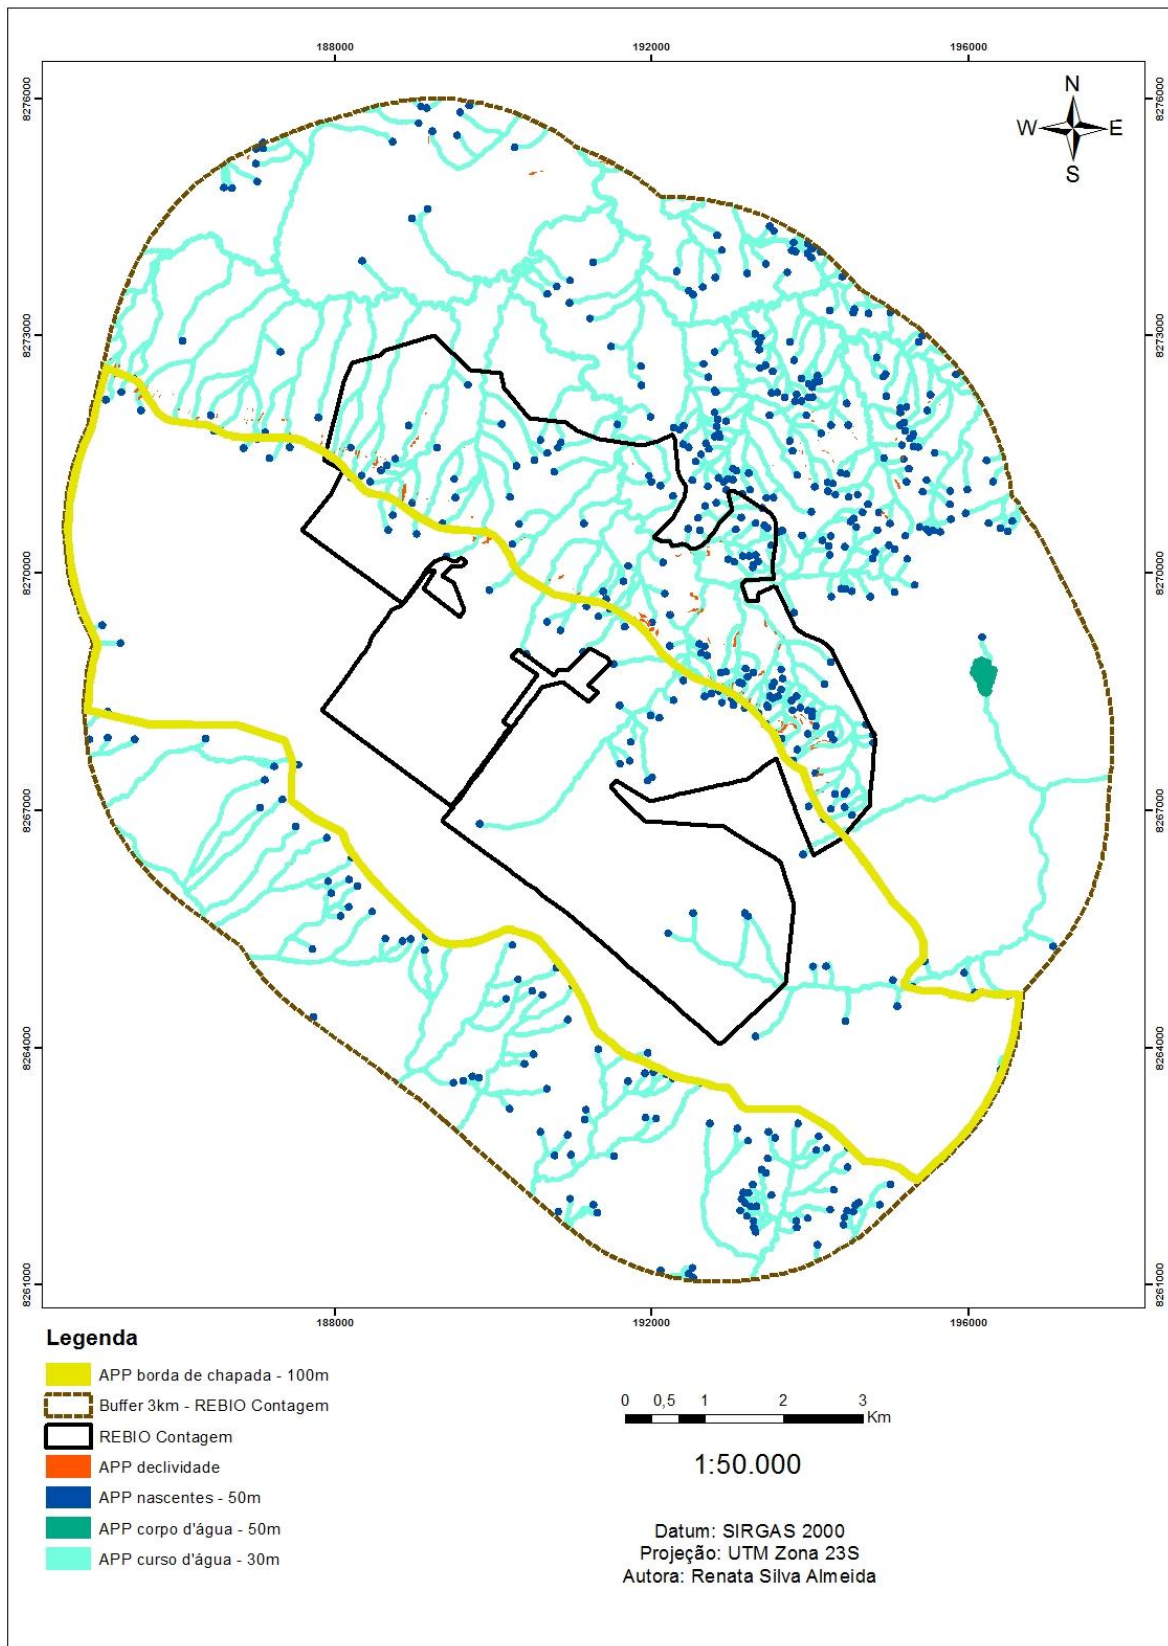 188000 192000 196000
8276000 8276000
N
W E
S
8273000 8273000
8270000 8270000
8267000 8267000
8264000 8264000
8261000 8261000
188000 192000 196000
Legenda
APP borda de chapada - 100m
Buffer 3km - REBIO Contagem
REBIO Contagem
APP declividade
APP nascentes - 50m
APP corpo d'água - 50m
APP curso d'água - 30m
0 0,5 1 2 3
Km
1:50.000
Datum: SIRGAS 2000
Projeção: UTM Zona 23S
Autora: Renata Silva Almeida